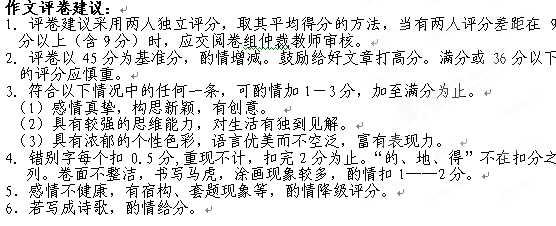 作文评卷建议：
1．评卷建议采用两人独立评分，取其平均得分的方法，当有两人评分差距在 9
分以上（含 9 分）时，应交阅卷组仲裁教师审核。
2．评卷以 45 分为基准分，酌情增减。鼓励给好文章打高分。满分或 36 分以下
的评分应慎重。
3．符合以下情况中的任何一条，可酌情加 1－3 分，加至满分为止。
（1）感情真挚，构思新颖，有创意。
（2）具有较强的思维能力，对生活有独到见解。
（3）具有浓郁的个性色彩，语言优美而不空泛，富有表现力。
4．错别字每个扣 0.5 分,重现不计，扣完 2 分为止。“的、地、得”不在扣分之
列。卷面不整洁，书写马虎，涂画现象较多，酌情扣 1——2 分。
5．感情不健康，有宿构、套题现象等，酌情降级评分。
6．若写成诗歌，酌情给分。